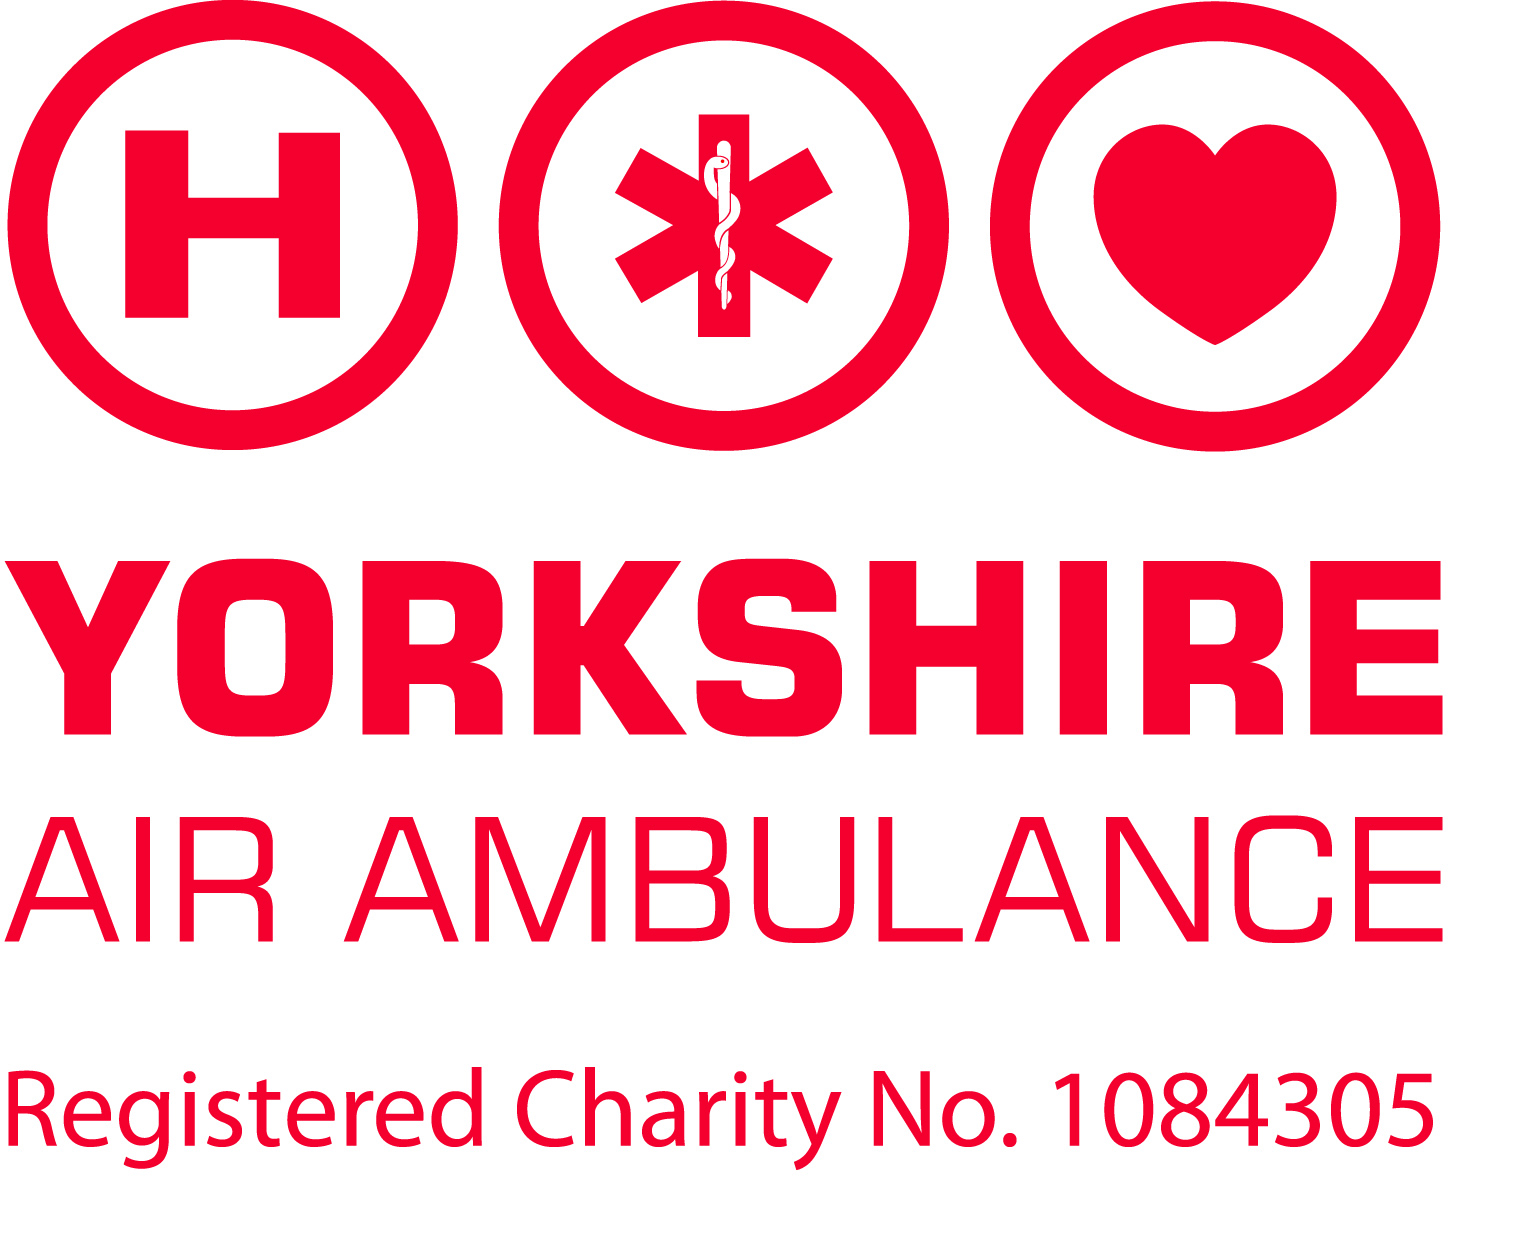 H
YORKSHIRE
AIR AMBULANCE
Registered Charity No. 1084305